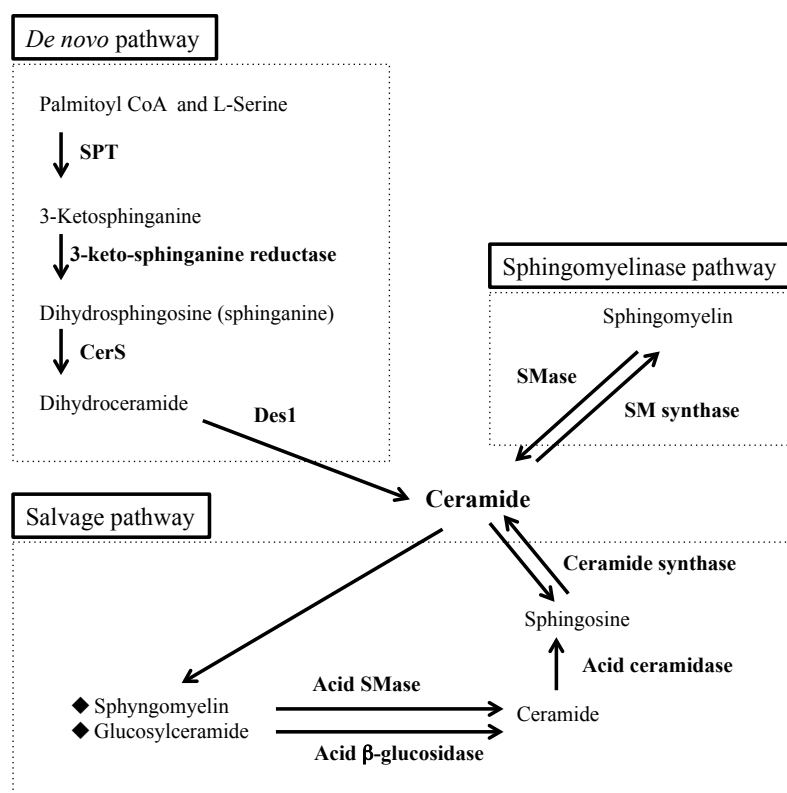 De novo pathway
Palmitoyl CoA and L-Serine
SPT
3-Ketosphinganine
3-keto-sphinganine reductase
Dihydrosphingosine (sphinganine)
CerS
Dihydroceramide
Des1
Sphingomyelinase pathway
Sphingomyelin
SMase
SM synthase
Ceramide
Salvage pathway
Ceramide synthase
Sphingosine
Acid ceramidase
◆ Sphyngomyelin
◆ Glucosylceramide
Acid SMase
Acid β-glucosidase
Ceramide